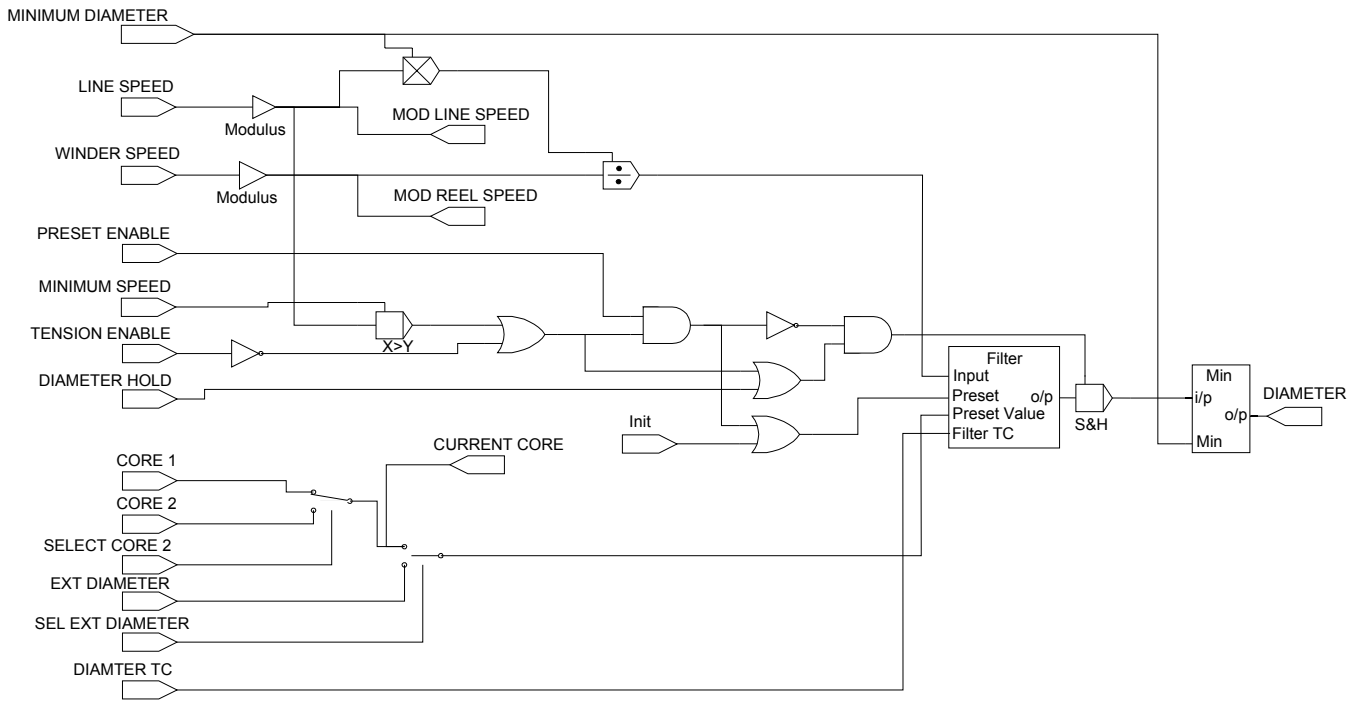 MINIMUM DIAMETER
LINE SPEED
Modulus
MOD LINE SPEED
WINDER SPEED
Modulus
MOD REEL SPEED
PRESET ENABLE
MINIMUM SPEED
X>Y
TENSION ENABLE
DIAMETER HOLD
Init
Filter
Input
Preset
o/p
Preset Value
Filter TC
S&H
Min
i/p
o/p
Min
DIAMETER
CURRENT CORE
CORE 1
CORE 2
SELECT CORE 2
EXT DIAMETER
SEL EXT DIAMETER
DIAMTER TC